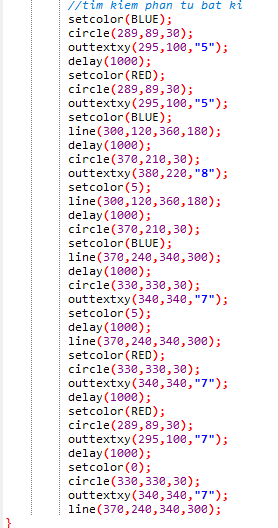 //tim kiem phan tu bat ki
setcolor(BLUE);
circle(289,89,30);
outtextxy(295,100,"5");
delay(1000);
setcolor(RED);
circle(289,89,30);
outtextxy(295,100,"5");
setcolor(BLUE);
line(300,120,360,180);
delay(1000);
circle(370,210,30);
outtextxy(380,220,"8");
setcolor(5);
line(300,120,360,180);
delay(1000);
circle(370,210,30);
setcolor(BLUE);
line(370,240,340,300);
delay(1000);
circle(330,330,30);
outtextxy(340,340,"7");
setcolor(5);
delay(1000);
line(370,240,340,300);
setcolor(RED);
circle(330,330,30);
outtextxy(340,340,"7");
delay(1000);
setcolor(RED);
circle(289,89,30);
outtextxy(295,100,"5");
delay(1000);
setcolor(0);
circle(330,330,30);
outtextxy(340,340,"7");
line(370,240,340,300);
}